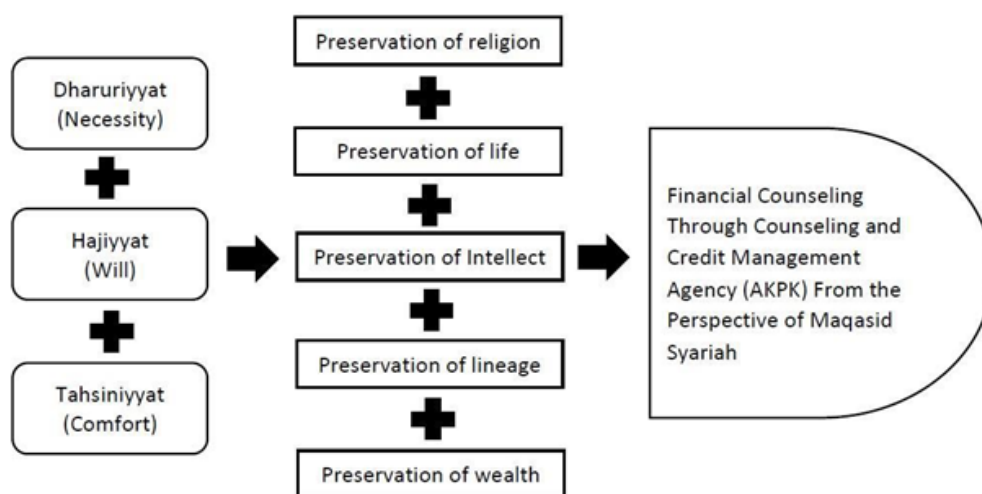 Dharuriyyat
(Necessity)
Hajiyyat
(Will)
Tahsiniyyat
(Comfort)
Preservation of religion
Preservation of life
Preservation of Intellect
Preservation of lineage
Preservation of wealth
Financial Counseling
Through Counseling and
Credit Management
Agency (AKPK) From the
Perspective of Maqasid
Syariah